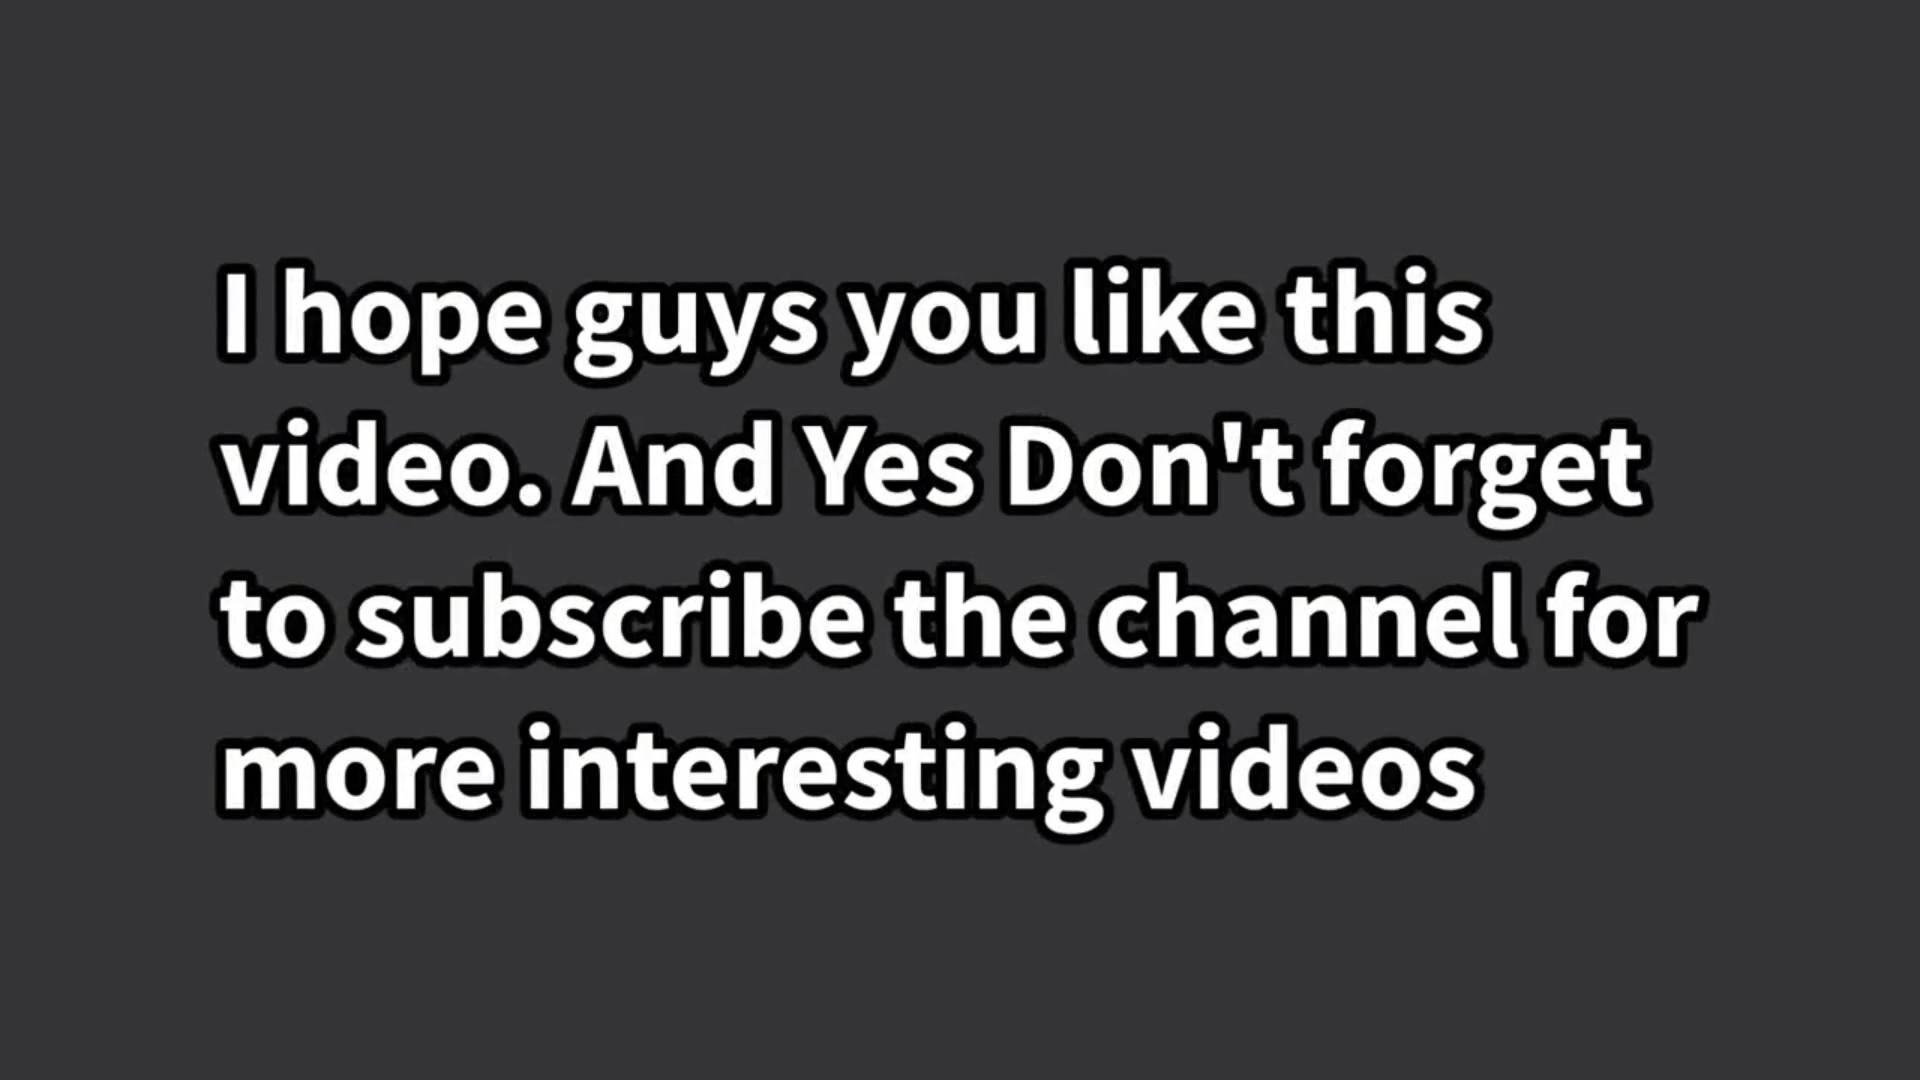 I hope guys you like this
video. And Yes Don't forget
to subscribe the channel for
more interesting videos